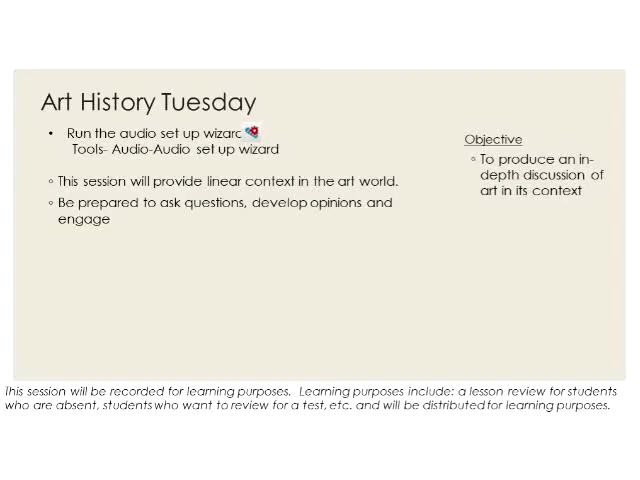 Art History Tuesday
• Run the audio set up wizard
Tools- Audio-Audio set up wizard
◦ This session will provide linear context in the art world.
◦ Be prepared to ask questions, develop opinions and
engage
Objective
◦ To produce an in-
depth discussion of
art in its context
This session will be recorded for learning purposes. Learning purposes include: a lesson review for students
who are absent, students who want to review for a test, etc. and will be distributed for learning purposes.